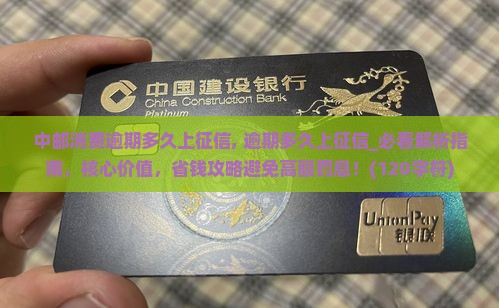 中国建设银行
China Construction Bank
Platinum
中邮消费逾期多久上征信, 逾期多久上征信_必看解析指
南、核心价值，省钱攻略避免高额罚息！(120字符)
UnionPay
银联